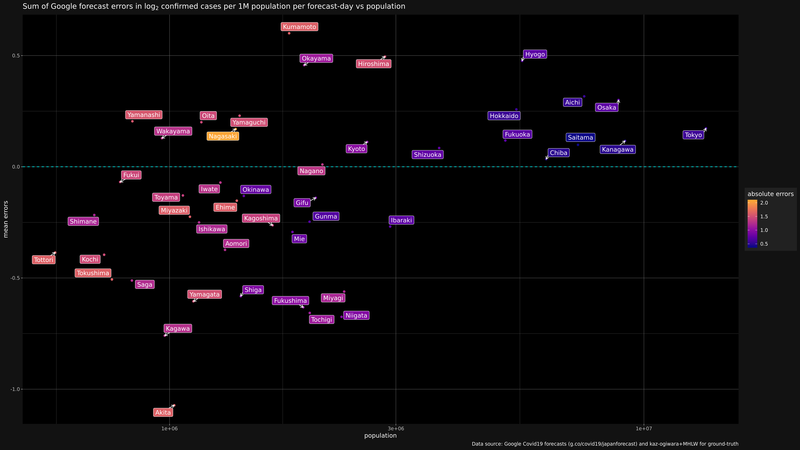 Sum of Google forecast errors in log₂ confirmed cases per 1M population per forecast-day vs population
Kumamoto
0.5
Okayama
Hiroshima
Hyogo
Aichi
Osaka
Yamanashi
Oita
Yamaguchi
Hokkaido
Wakayama
Nagasaki
Fukuoka
Saitama
Tokyo
Kyoto
Shizuoka
Chiba
Kanagawa
0.0
Fukui
Nagano
absolute errors
2.0
1.5
1.0
0.5
mean errors
Toyama
Iwate
Okinawa
Miyazaki
Ehime
Gifu
Shimane
Kagoshima
Gunma
Ibaraki
Ishikawa
Mie
Aomori
Tottori
Kochi
Tokushima
-0.5
Saga
Yamagata
Shiga
Fukushima
Miyagi
Tochigi
Niigata
Kagawa
-1.0
Akita
1e+06
3e+06
1e+07
population
Data source: Google Covid19 forecasts (g.co/covid19/japanforecast) and kaz-ogiwara+MHLW for ground-truth